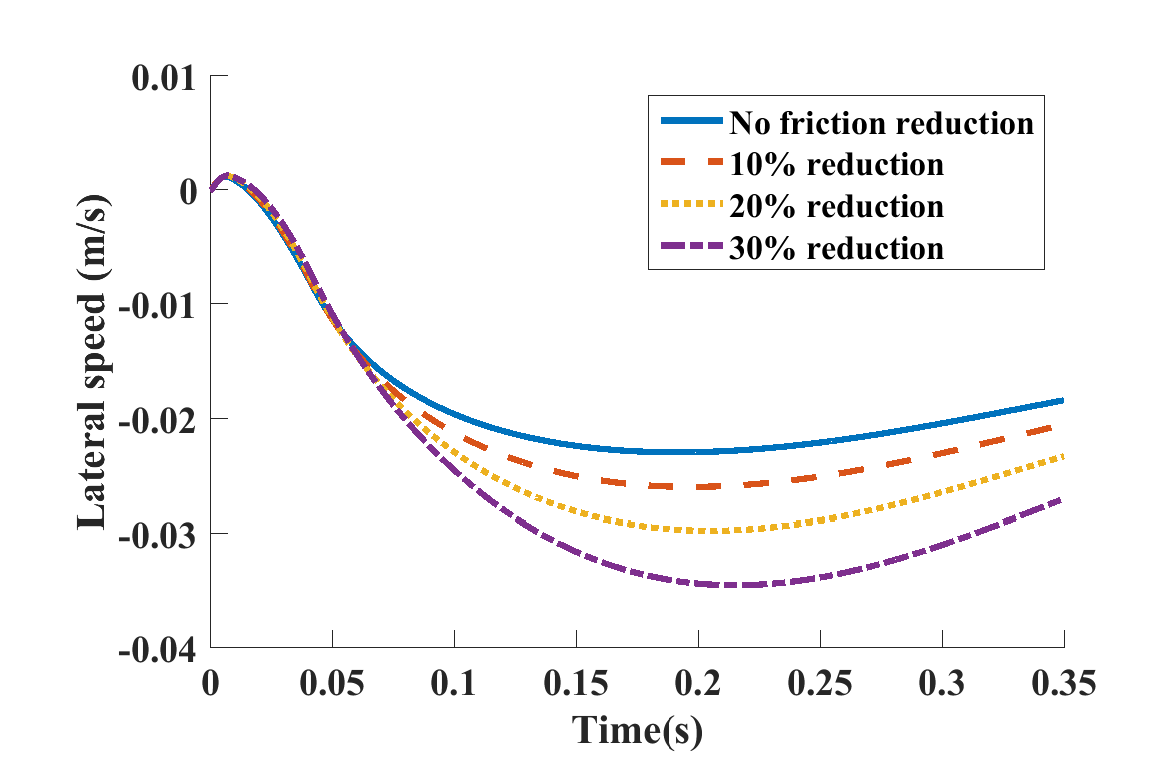 0.01
0
-0.01
-0.02
-0.03
-0.04
Lateral speed (m/s)
No friction reduction
10% reduction
20% reduction
30% reduction
0 0.05 0.1 0.15 0.2 0.25 0.3 0.35
Time(s)